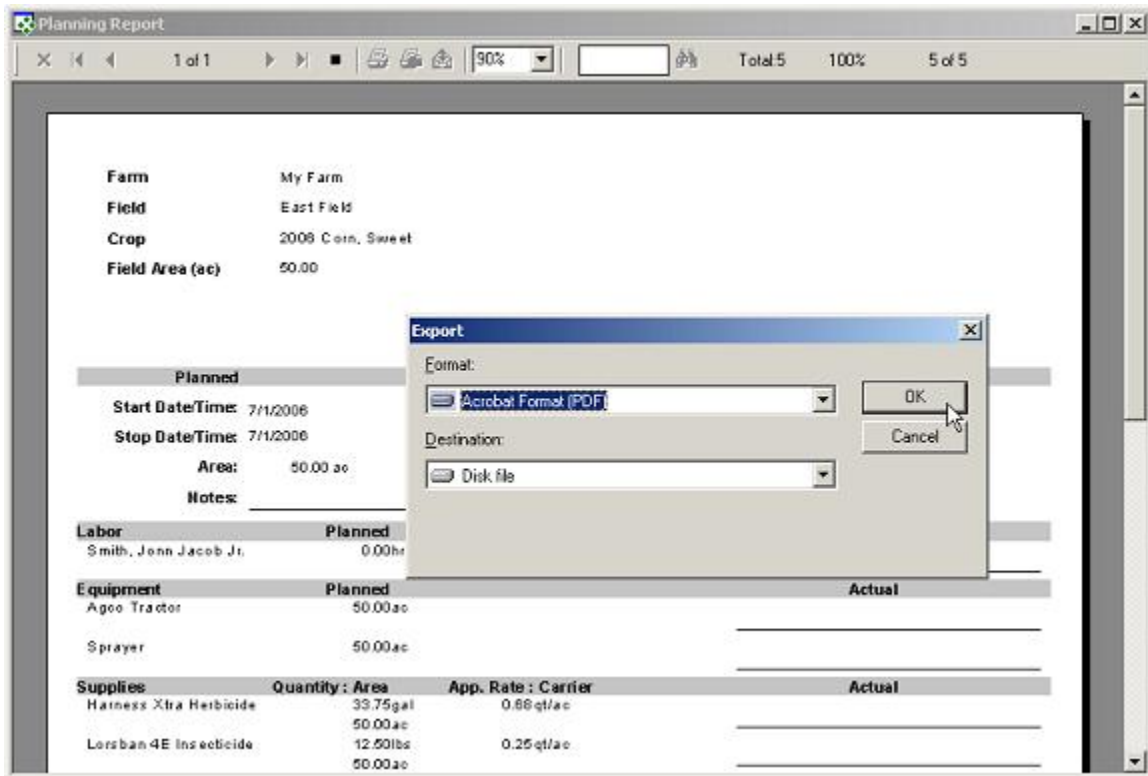 Planning Report
1 of 1 90% Total:5 100% 5 of 5
Farm My Farm
Field East Field
Crop 2006 Corn, Sweet
Field Area (ac) 50.00
Export
Format:
Acrobat Format (PDF)
OK
Destination:
Cancel
Disk file
Planned
Start Date/Time: 7/1/2006
Stop Date/Time: 7/1/2006
Area: 50.00 ac
Notes:
Labor Planned
Smith, Jonn Jacob Jr. 0.00hr
Equipment Planned Actual
Agco Tractor 50.00ac
Sprayer 50.00ac
Supplies Quantity : Area App. Rate : Carrier Actual
Harness Xtra Herbicide 33.75gal 0.68qt/ac
50.00ac
Lorsban 4E Insecticide 12.50lbs 0.25qt/ac
50.00ac